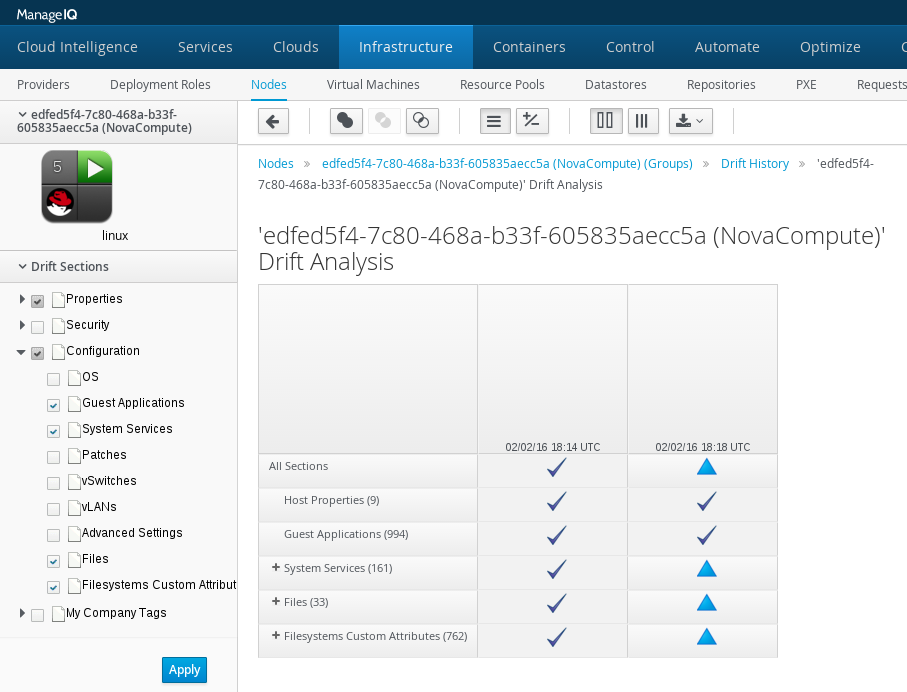 ManageIQ
Cloud Intelligence Services Clouds Infrastructure Containers Control Automate Optimize
Providers Deployment Roles Nodes Virtual Machines Resource Pools Datastores Repositories PXE Requests
edfed5f4-7c80-468a-b33f-
605835aecc5a (NovaCompute)
5
linux
Drift Sections
Properties
Security
Configuration
OS
Guest Applications
System Services
Patches
vSwitches
vLANs
Advanced Settings
Files
Filesystems Custom Attribut
My Company Tags
Apply
Nodes » edfed5f4-7c80-468a-b33f-605835aecc5a (NovaCompute) (Groups) » Drift History » 'edfed5f4-
7c80-468a-b33f-605835aecc5a (NovaCompute)' Drift Analysis
'edfed5f4-7c80-468a-b33f-605835aecc5a (NovaCompute)'
Drift Analysis
02/02/16 18:14 UTC 02/02/16 18:18 UTC
All Sections
Host Properties (9)
Guest Applications (994)
+ System Services (161)
+ Files (33)
+ Filesystems Custom Attributes (762)